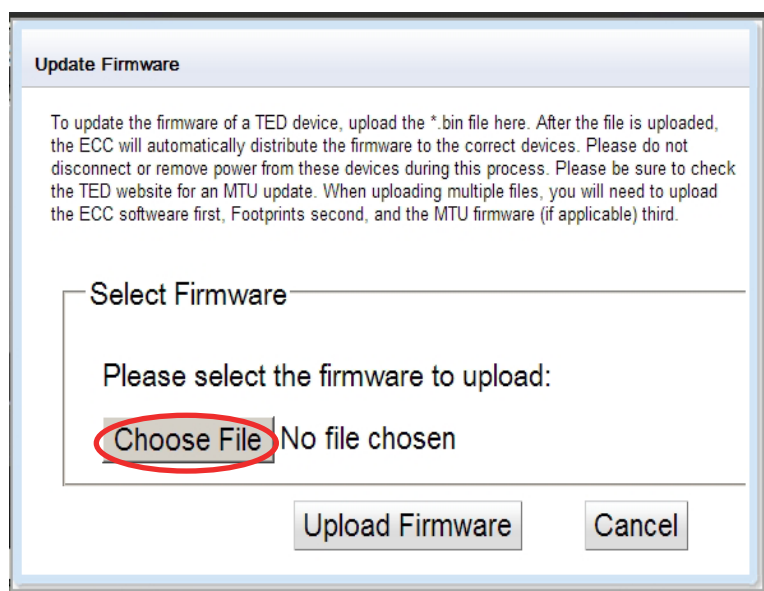 Update Firmware
To update the firmware of a TED device, upload the *.bin file here. After the file is uploaded,
the ECC will automatically distribute the firmware to the correct devices. Please do not
disconnect or remove power from these devices during this process. Please be sure to check
the TED website for an MTU update. When uploading multiple files, you will need to upload
the ECC softweare first, Footprints second, and the MTU firmware (if applicable) third.
Select Firmware
Please select the firmware to upload:
Choose File No file chosen
Upload Firmware Cancel